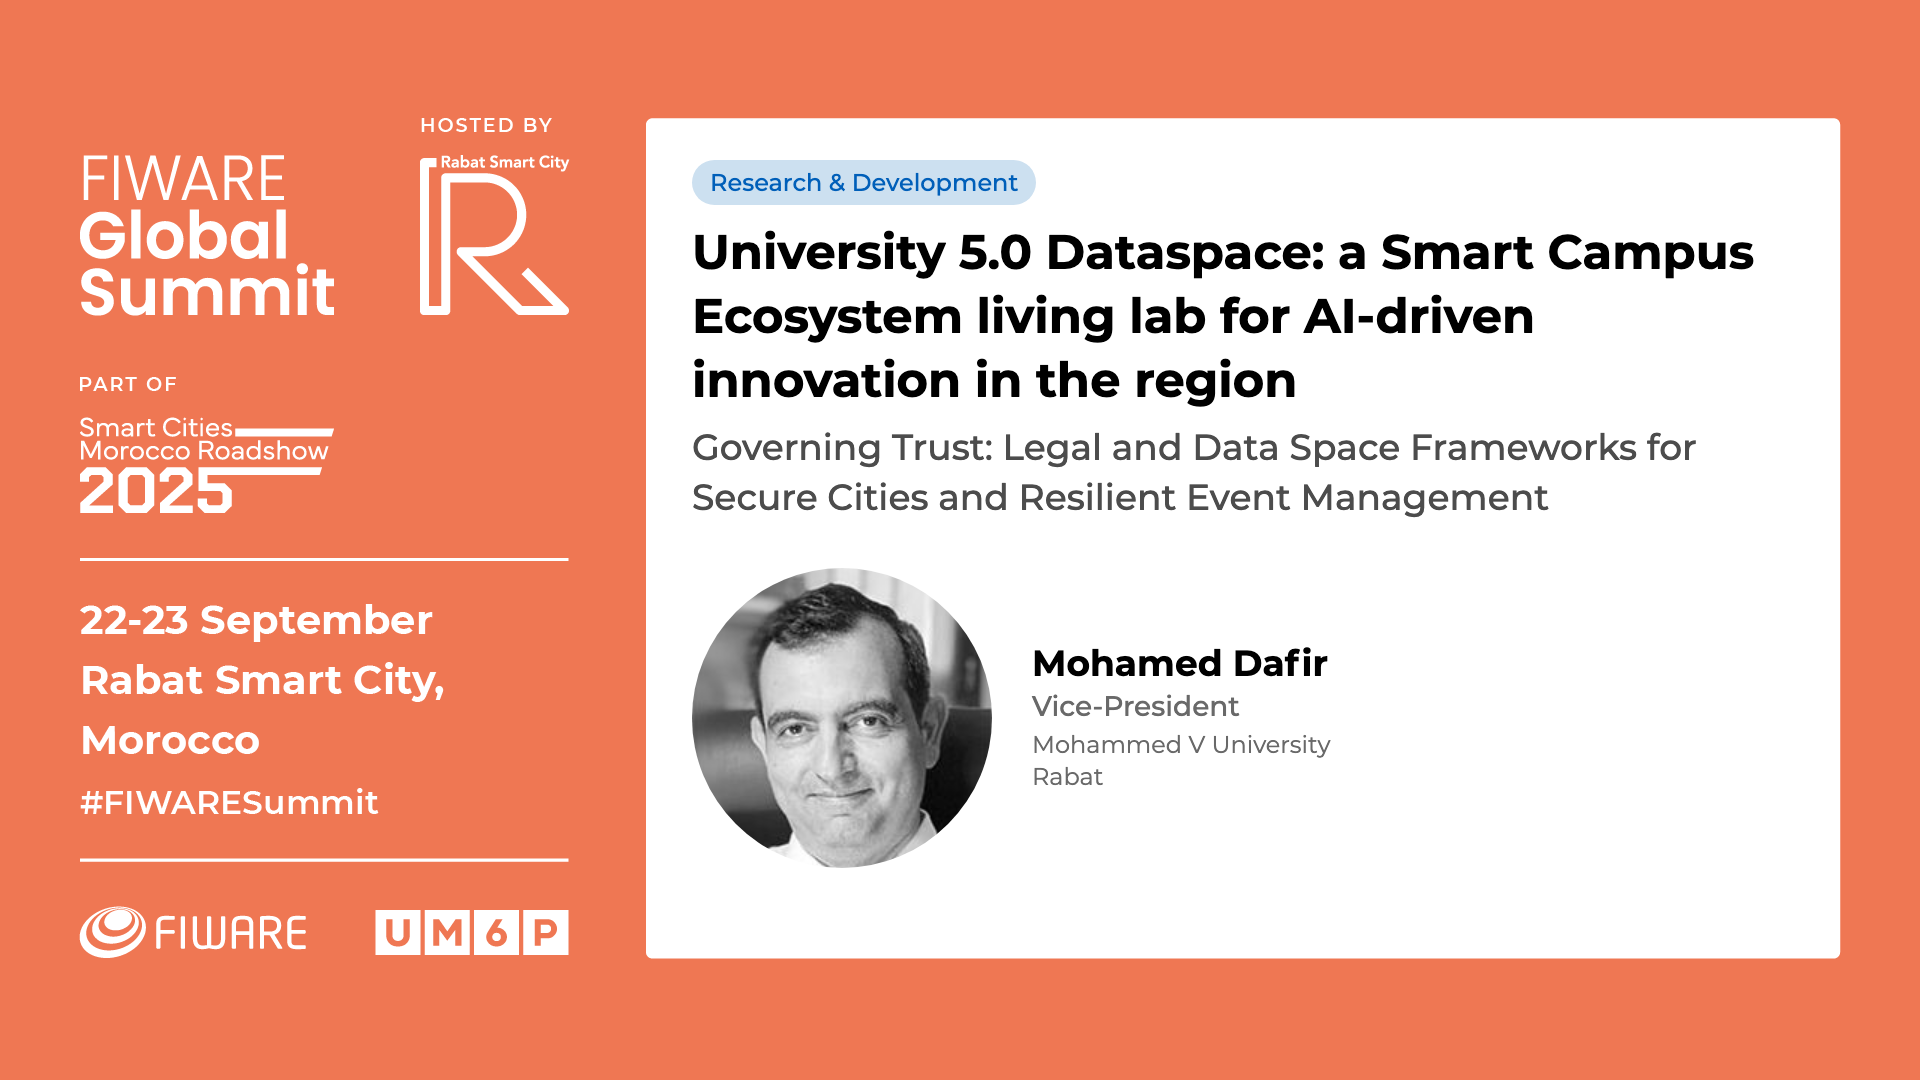 HOSTED BY
FIWARE
Global
Summit
Rabat Smart City
R
PART OF
Smart Cities
Morocco Roadshow
2025
22-23 September
Rabat Smart City,
Morocco
#FIWARESummit
FIWARE
UM6P
Research & Development
University 5.0 Dataspace: a Smart Campus
Ecosystem living lab for AI-driven
innovation in the region
Governing Trust: Legal and Data Space Frameworks for
Secure Cities and Resilient Event Management
Mohamed Dafir
Vice-President
Mohammed V University
Rabat